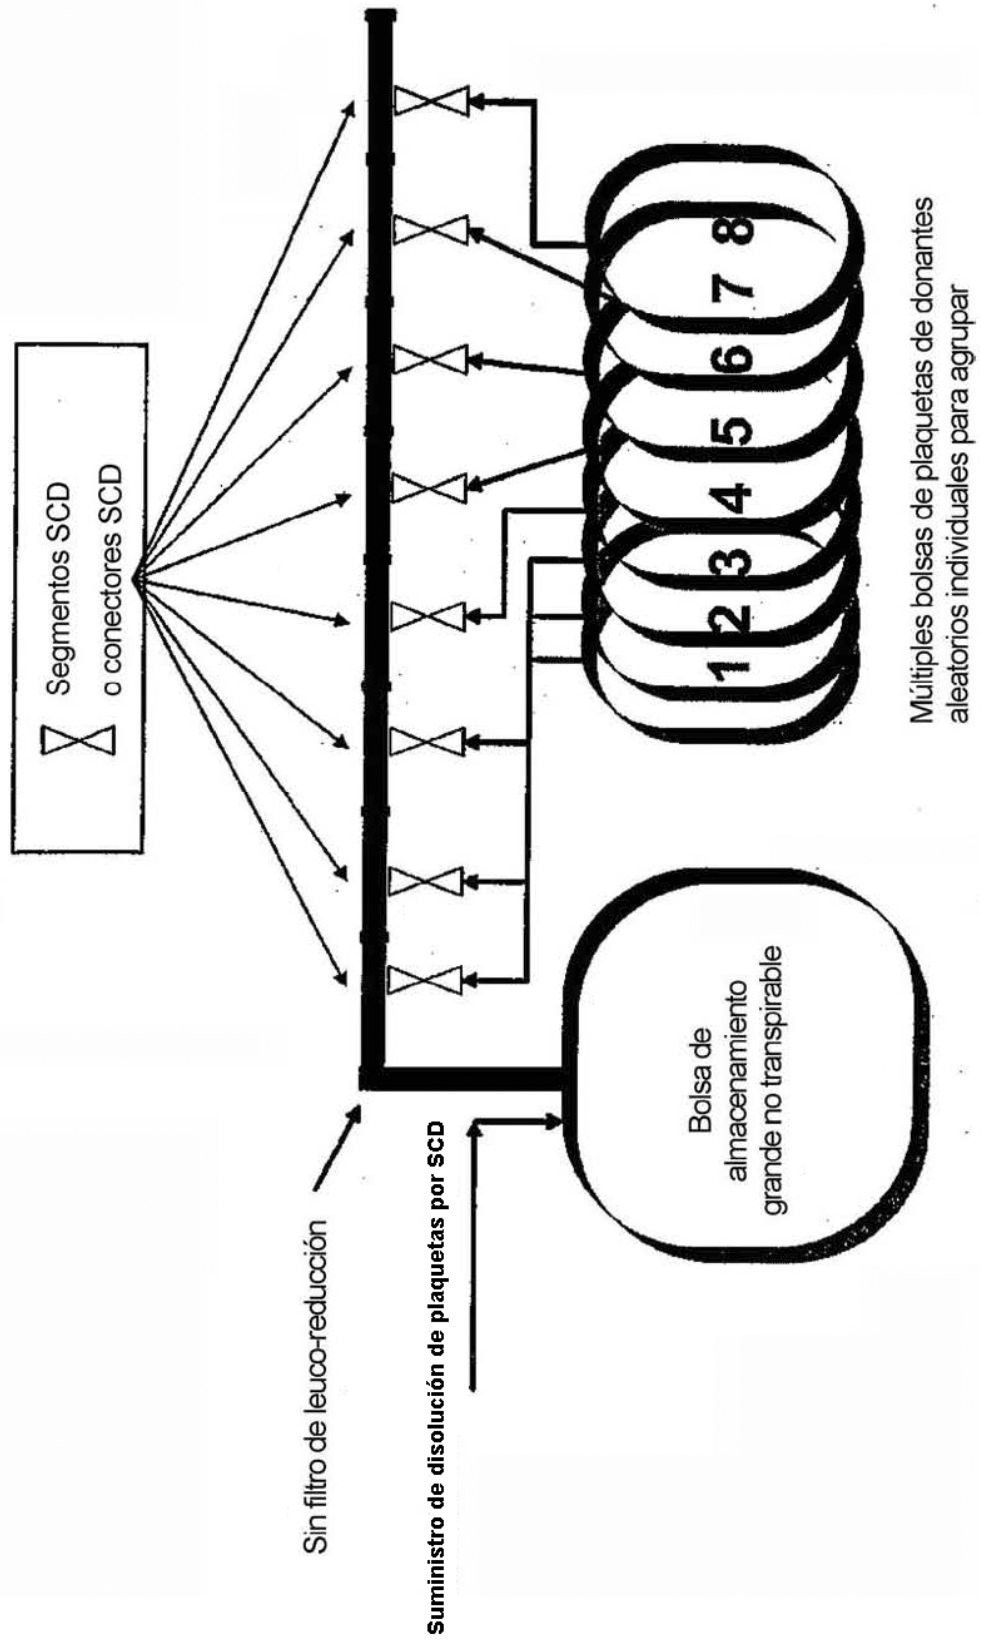 Segmentos SCD
o conectores SCD
Sin filtro de leuco-reducción
Suministro de disolución de plaquetas por SCD
Bolsa de
almacenamiento
grande no transpirable
1 2 3 4 5 6 7 8
Múltiples bolsas de plaquetas de donantes
aleatorios individuales para agrupar